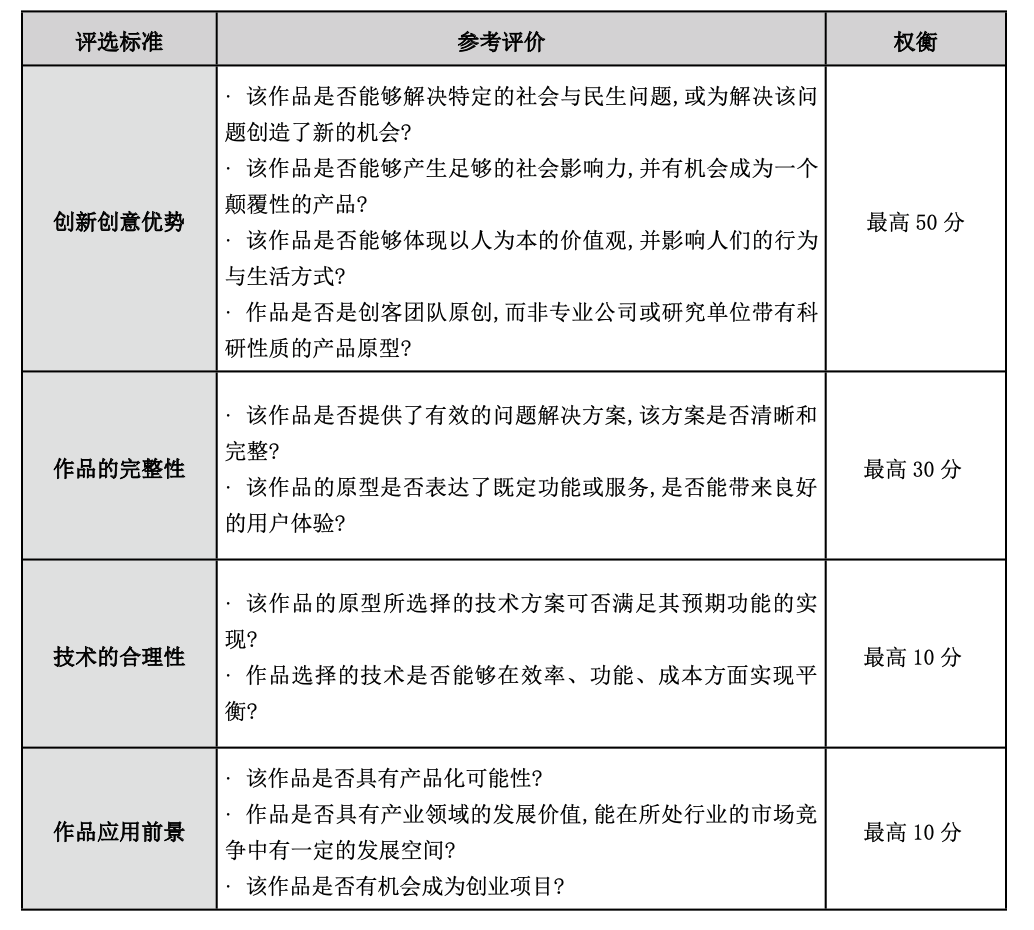 评选标准 参考评价 权衡
创新创意优势
· 该作品是否能够解决特定的社会与民生问题,或为解决该问
题创造了新的机会?
· 该作品是否能够产生足够的社会影响力,并有机会成为一个
颠覆性的产品?
· 该作品是否能够体现以人为本的价值观,并影响人们的行为
与生活方式?
· 作品是否是创客团队原创,而非专业公司或研究单位带有科
研性质的产品原型?
最高 50 分
作品的完整性
· 该作品是否提供了有效的问题解决方案,该方案是否清晰和
完整?
· 该作品的原型是否表达了既定功能或服务,是否能带来良好
的用户体验?
最高 30 分
技术的合理性
· 该作品的原型所选择的技术方案可否满足其预期功能的实
现?
· 作品选择的技术是否能够在效率、功能、成本方面实现平
衡?
最高 10 分
作品应用前景
· 该作品是否具有产品化可能性?
· 作品是否具有产业领域的发展价值,能在所处行业的市场竞
争中有一定的发展空间?
· 该作品是否有机会成为创业项目?
最高 10 分